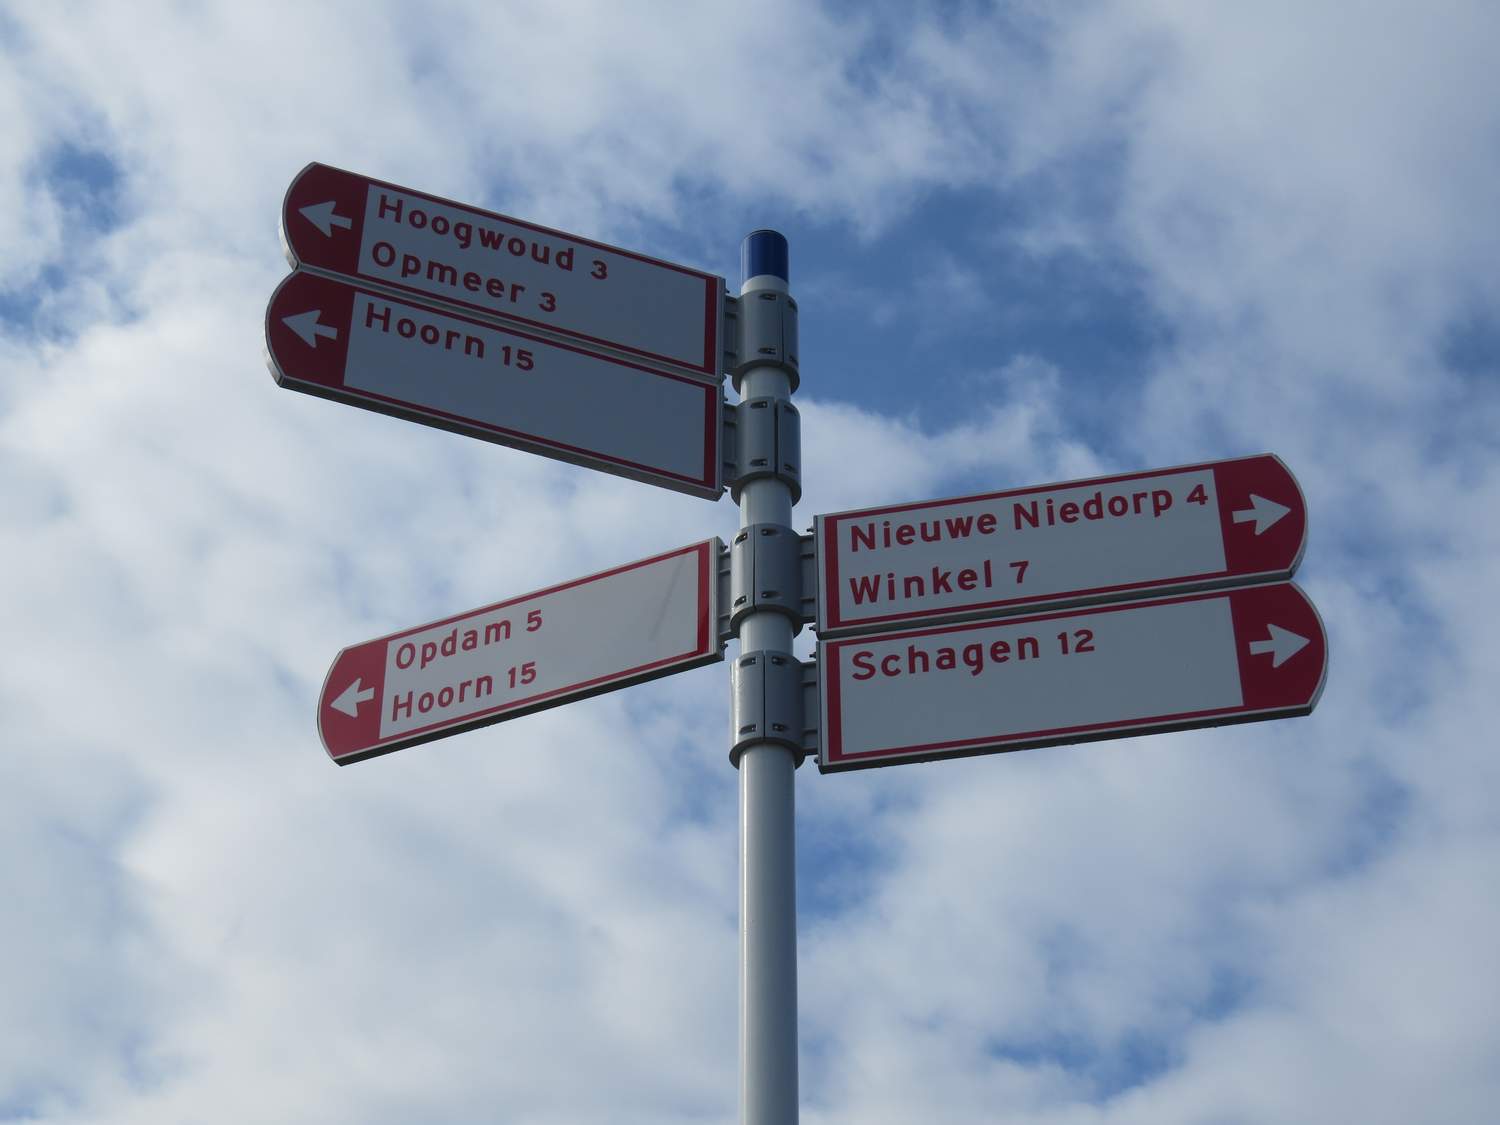 Hoogwoud 3
Opmeer 3
Hoorn 15
Nieuwe Niedorp 4
Winkel 7
Schagen 12
Opdam 5
Hoorn 15